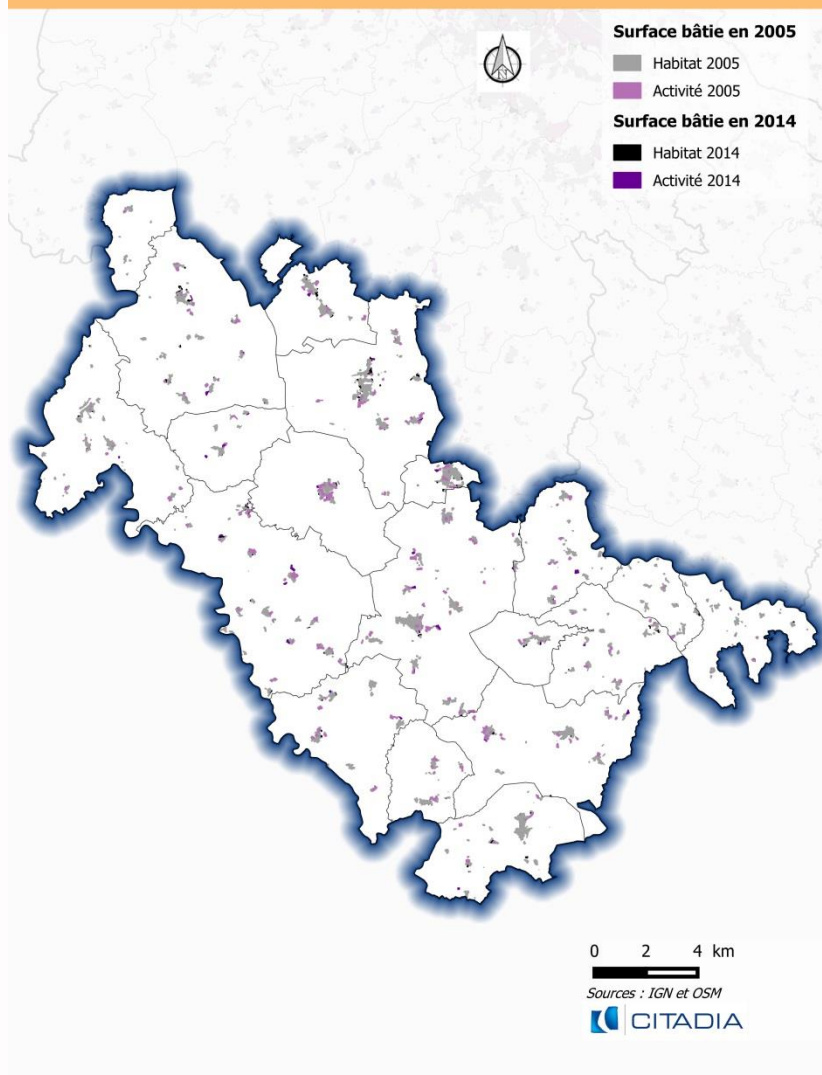 Surface bâtie en 2005
Habitat 2005
Activité 2005
Surface bâtie en 2014
Habitat 2014
Activité 2014
N
0 2 4 km
Sources : IGN et OSM
CITADIA